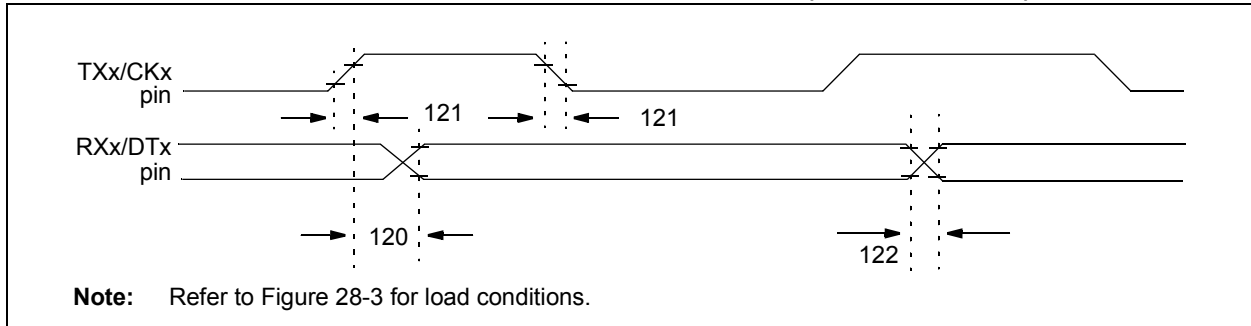 TXx/CKx
pin
121
121
RXx/DTx
pin
120
122
Note: Refer to Figure 28-3 for load conditions.